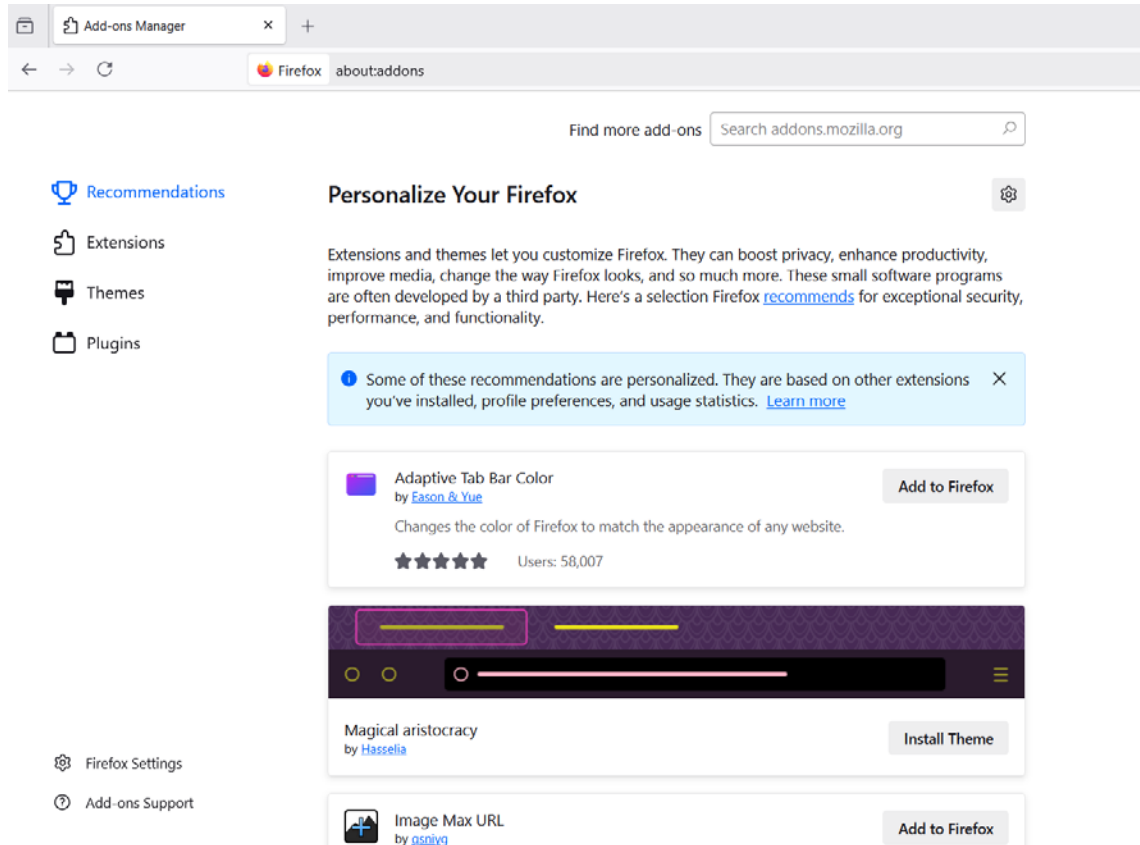 Add-ons Manager
Firefox about:addons
Find more add-ons Search addons.mozilla.org
Recommendations
Extensions
Themes
Plugins
Personalize Your Firefox
Extensions and themes let you customize Firefox. They can boost privacy, enhance productivity,
improve media, change the way Firefox looks, and so much more. These small software programs
are often developed by a third party. Here's a selection Firefox recommends for exceptional security,
performance, and functionality.
Some of these recommendations are personalized. They are based on other extensions
you've installed, profile preferences, and usage statistics. Learn more
Adaptive Tab Bar Color
by Eason & Yue
Add to Firefox
Changes the color of Firefox to match the appearance of any website.
Users: 58,007
Magical aristocracy
by Hasselia
Install Theme
Image Max URL
by qsniyg
Add to Firefox
Firefox Settings
Add-ons Support